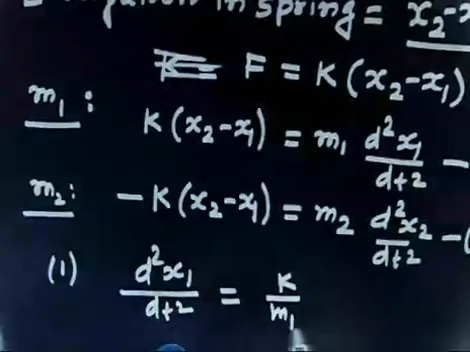 in spring = x₂-x
F = K(x₂-x₁)
m₁:
K(x₂-x₁) = m₁ d²x₁/dt2 -
m₂: -K(x₂-x₁) = m₂ d²x₂/dt2 -(
(1) d²x₁/dt2 = K/m₁